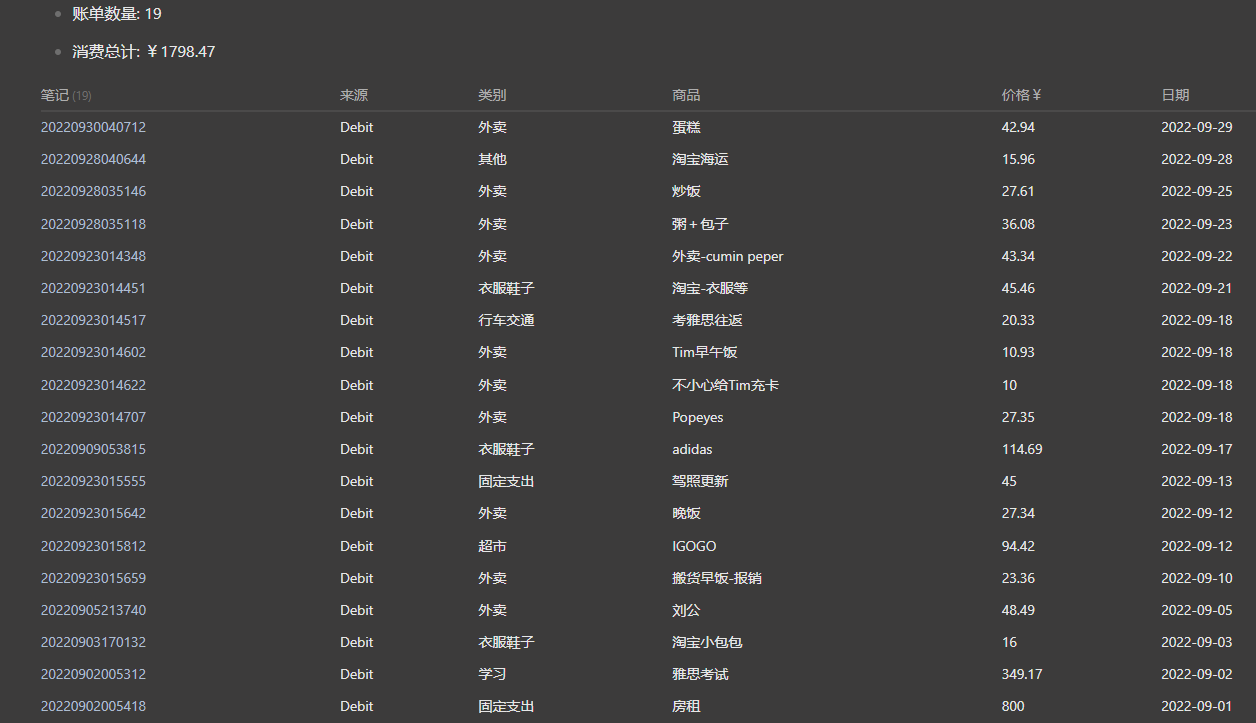 账单数量: 19
消费总计: ￥1798.47
笔记 (19) 来源 类别 商品 价格￥ 日期
20220930040712 Debit 外卖 蛋糕 42.94 2022-09-29
20220928040644 Debit 其他 淘宝海运 15.96 2022-09-28
20220928035146 Debit 外卖 炒饭 27.61 2022-09-25
20220928035118 Debit 外卖 粥＋包子 36.08 2022-09-23
20220923014348 Debit 外卖 外卖-cumin peper 43.34 2022-09-22
20220923014451 Debit 衣服鞋子 淘宝-衣服等 45.46 2022-09-21
20220923014517 Debit 行车交通 考雅思往返 20.33 2022-09-18
20220923014602 Debit 外卖 Tim早午饭 10.93 2022-09-18
20220923014622 Debit 外卖 不小心给Tim充卡 10 2022-09-18
20220923014707 Debit 外卖 Popeyes 27.35 2022-09-18
20220909053815 Debit 衣服鞋子 adidas 114.69 2022-09-17
20220923015555 Debit 固定支出 驾照更新 45 2022-09-13
20220923015642 Debit 外卖 晚饭 27.34 2022-09-12
20220923015812 Debit 超市 IGOGO 94.42 2022-09-12
20220923015659 Debit 外卖 搬货早饭-报销 23.36 2022-09-10
20220905213740 Debit 外卖 刘公 48.49 2022-09-05
20220903170132 Debit 衣服鞋子 淘宝小包包 16 2022-09-03
20220902005312 Debit 学习 雅思考试 349.17 2022-09-02
20220902005418 Debit 固定支出 房租 800 2022-09-01